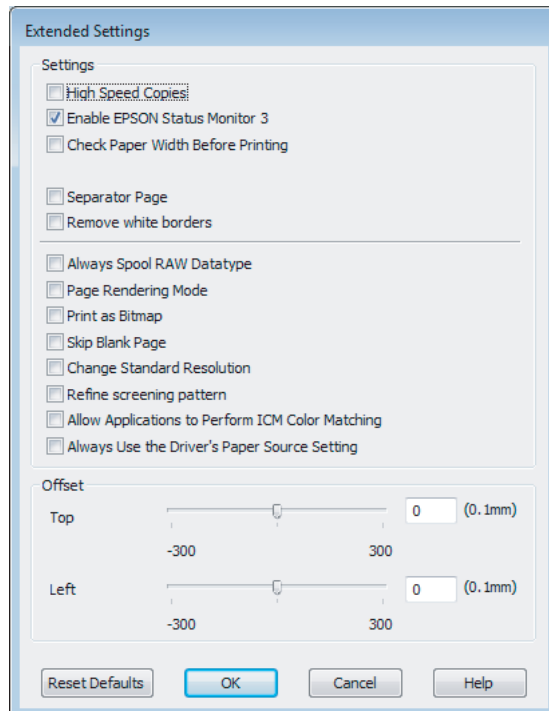 Extended Settings
Settings
High Speed Copies
Enable EPSON Status Monitor 3
Check Paper Width Before Printing
Separator Page
Remove white borders
Always Spool RAW Datatype
Page Rendering Mode
Print as Bitmap
Skip Blank Page
Change Standard Resolution
Refine screening pattern
Allow Applications to Perform ICM Color Matching
Always Use the Driver's Paper Source Setting
Offset
Top 0 (0.1mm)
-300 300
Left 0 (0.1mm)
-300 300
Reset Defaults OK Cancel Help